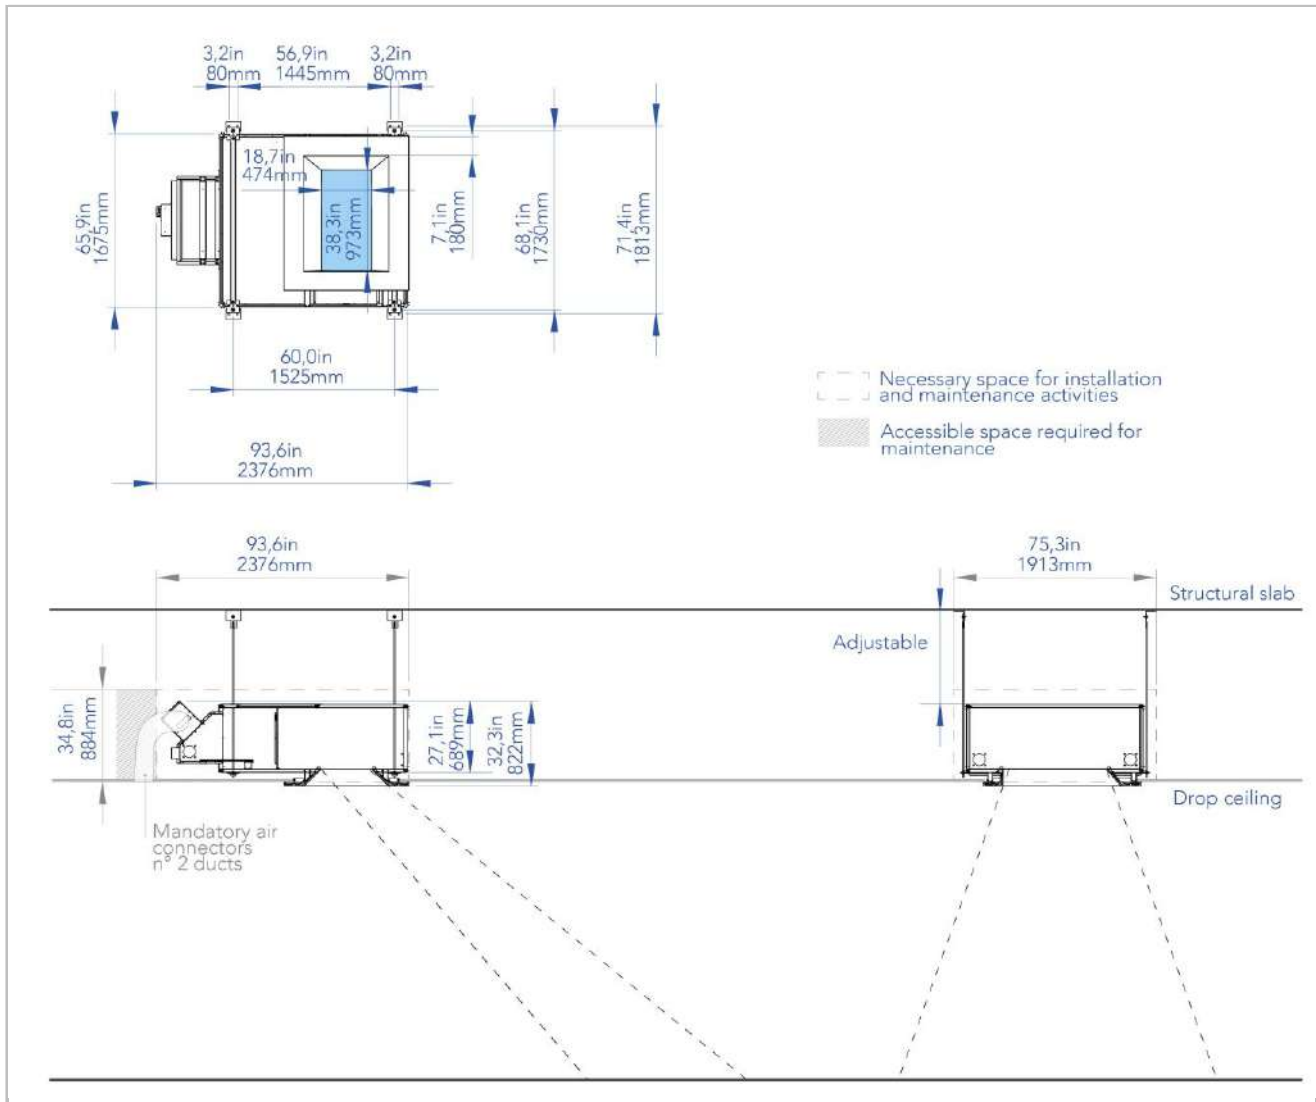 3,2in
80mm
56,9in
1445mm
3,2in
80mm
18,7in
474mm
38,3in
973mm
65,9in
1675mm
7,1in
180mm
68,1in
1730mm
71,4in
1813mm
60,0in
1525mm
93,6in
2376mm
Necessary space for installation
and maintenance activities
Accessible space required for
maintenance
93,6in
2376mm
75,3in
1913mm
Structural slab
Adjustable
34,8in
884mm
27,1in
689mm
32,3in
822mm
Drop ceiling
Mandatory air
connectors
n° 2 ducts